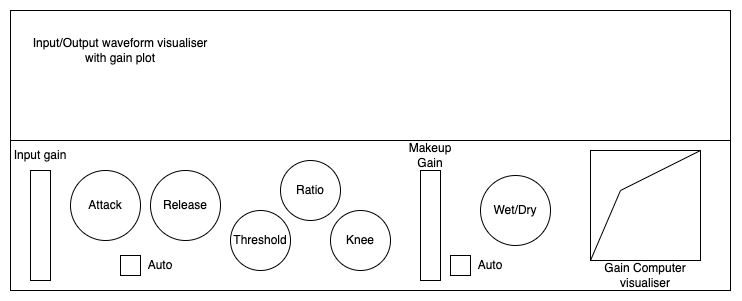 Input/Output waveform visualiser
with gain plot
Input gain
Attack
Release
Ratio
Threshold
Knee
Auto
Makeup
Gain
Wet/Dry
Auto
Gain Computer
visualiser